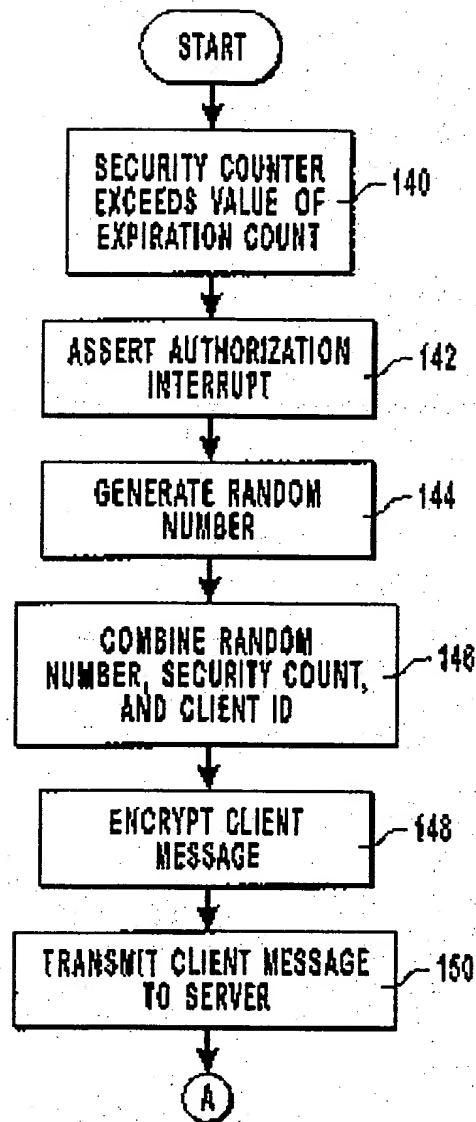 START
SECURITY COUNTER
EXCEEDS VALUE OF
EXPIRATION COUNT
140
ASSERT AUTHORIZATION
INTERRUPT
142
GENERATE RANDOM
NUMBER
144
COMBINE RANDOM
NUMBER, SECURITY COUNT,
AND CLIENT ID
146
ENCRYPT CLIENT
MESSAGE
148
TRANSMIT CLIENT MESSAGE
TO SERVER
150
A